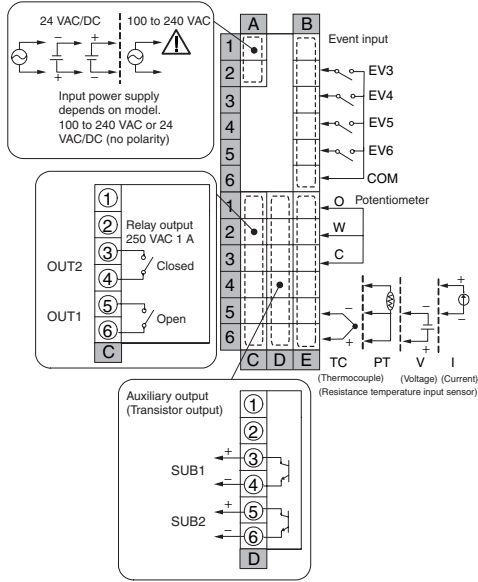 24 VAC/DC
100 to 240 VAC
Input power supply
depends on model.
100 to 240 VAC or 24
VAC/DC (no polarity)
A
B
1
2
3
4
5
6
Event input
EV3
EV4
EV5
EV6
COM
1
2
3
4
5
6
C
D
E
O
Potentiometer
W
C
TC
PT
V
I
(Thermocouple)
(Voltage)
(Current)
(Resistance temperature input sensor)
1
2
3
4
5
6
C
Relay output
250 VAC 1 A
OUT2
Closed
OUT1
Open
Auxiliary output
(Transistor output)
1
2
3
4
5
6
D
SUB1
SUB2
+
−
+
−